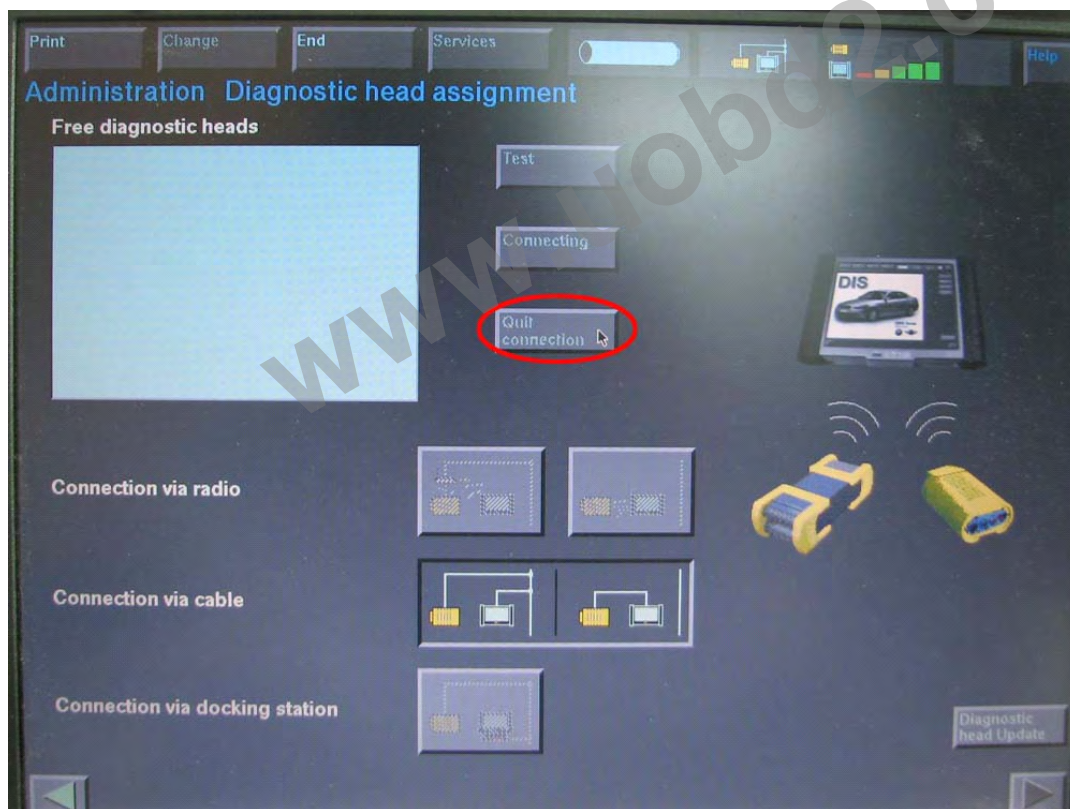 Print
Change
End
Services
Help
Administration Diagnostic head assignment
Free diagnostic heads
Test
Connecting
Quit
connection
DIS
Connection via radio
Connection via cable
Connection via docking station
Diagnostic
head Update